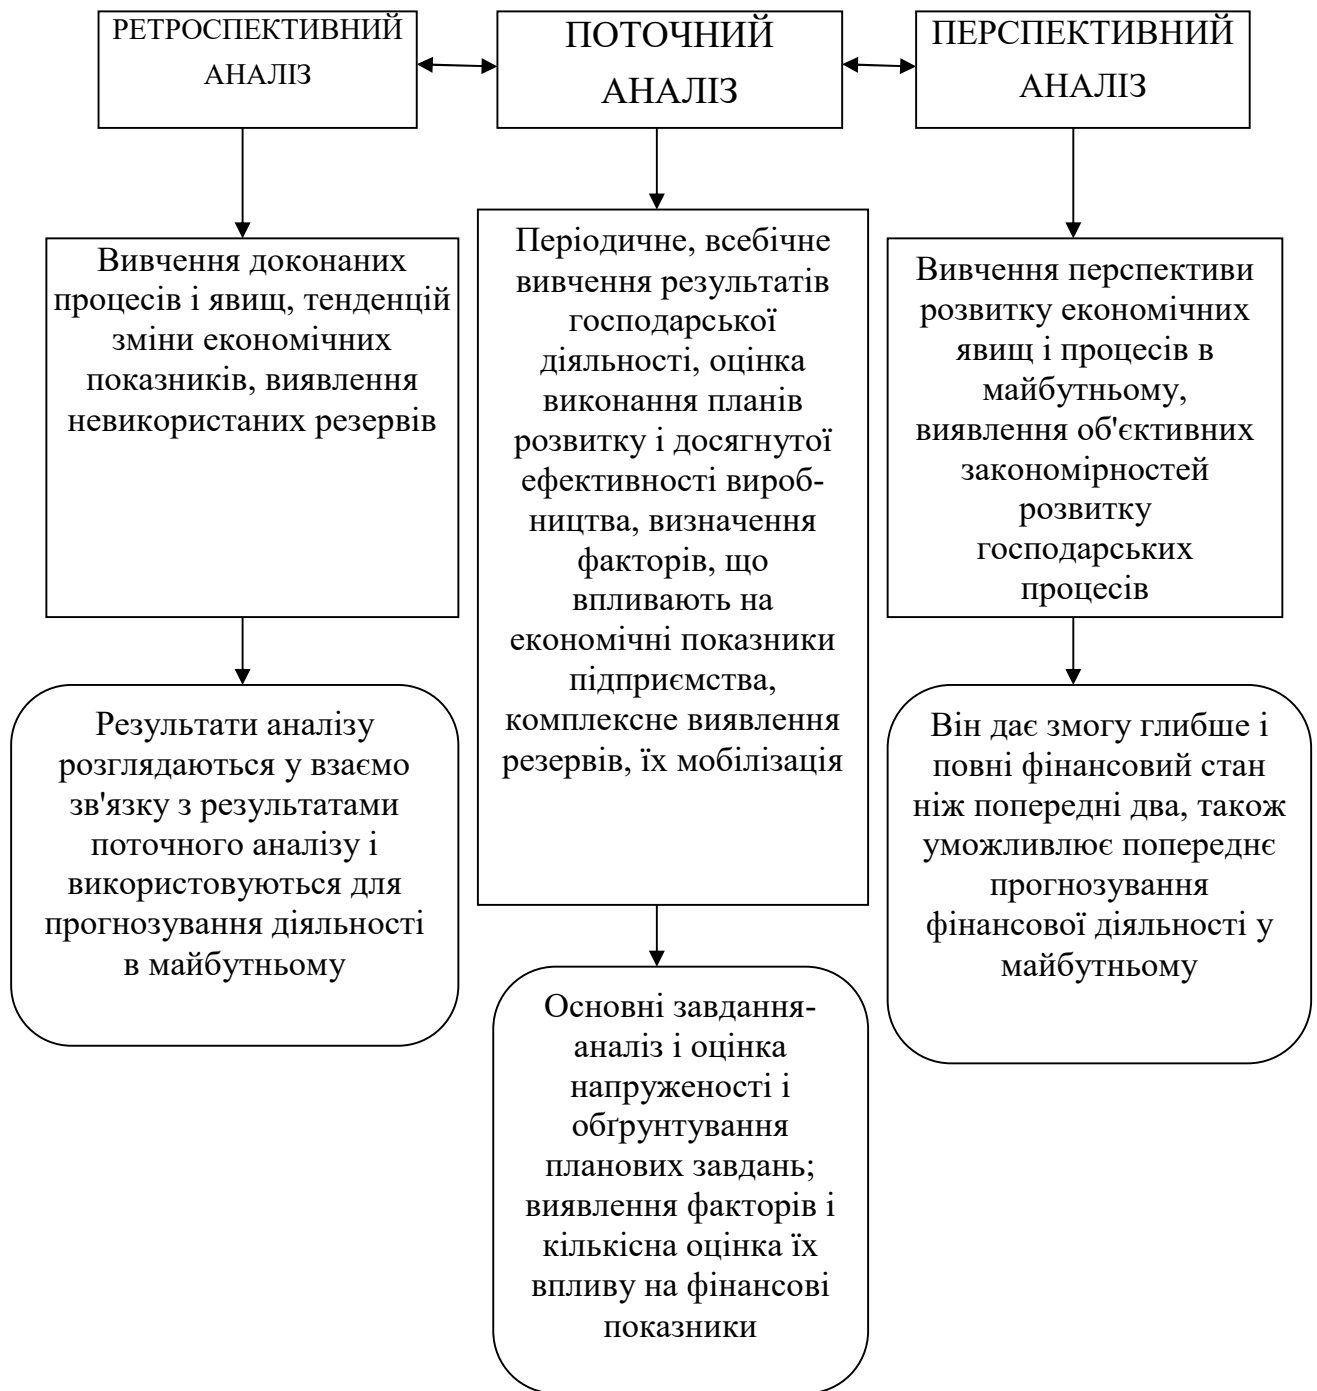 РЕТРОСПЕКТИВНИЙ
АНАЛІЗ
ПОТОЧНИЙ
АНАЛІЗ
ПЕРСПЕКТИВНИЙ
АНАЛІЗ
Вивчення доконаних
процесів і явищ, тенденцій
зміни економічних
показників, виявлення
невикористаних резервів
Періодичне, всебічне
вивчення результатів
господарської
діяльності, оцінка
виконання планів
розвитку і досягнутої
ефективності вироб-
ництва, визначення
факторів, що
впливають на
економічні показники
підприємства,
комплексне виявлення
резервів, їх мобілізація
Вивчення перспективи
розвитку економічних
явищ і процесів в
майбутньому,
виявлення об'єктивних
закономірностей
розвитку
господарських
процесів
Результати аналізу
розглядаються у взаємо
зв'язку з результатами
поточного аналізу і
використовуються для
прогнозування діяльності
в майбутньому
Основні завдання-
аналіз і оцінка
напруженості і
обґрунтування
планових завдань;
виявлення факторів і
кількісна оцінка їх
впливу на фінансові
показники
Він дає змогу глибше і
повні фінансовий стан
ніж попередні два, також
уможливлює попереднє
прогнозування
фінансової діяльності у
майбутньому